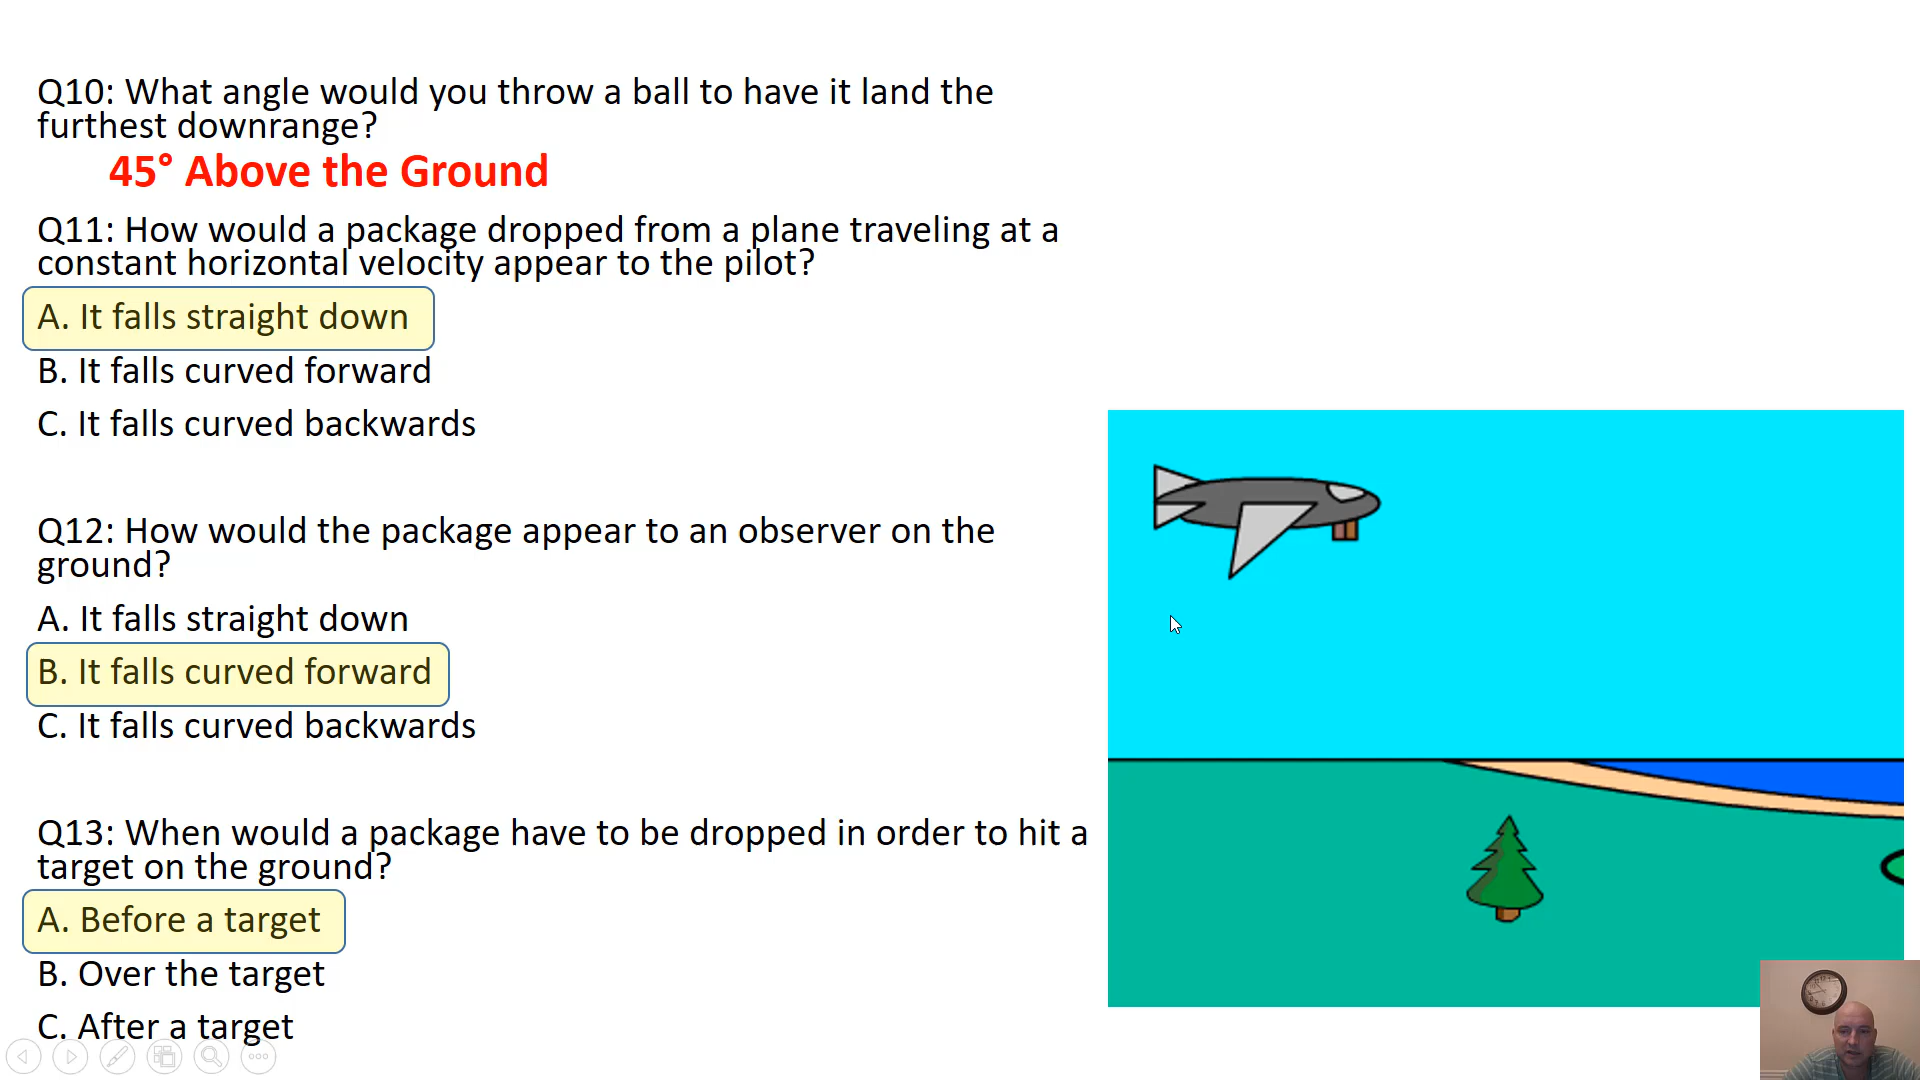 Q10: What angle would you throw a ball to have it land the
furthest downrange?
45° Above the Ground
Q11: How would a package dropped from a plane traveling at a
constant horizontal velocity appear to the pilot?
A. It falls straight down
B. It falls curved forward
C. It falls curved backwards
Q12: How would the package appear to an observer on the
ground?
A. It falls straight down
B. It falls curved forward
C. It falls curved backwards
Q13: When would a package have to be dropped in order to hit a
target on the ground?
A. Before a target
B. Over the target
C. After a target